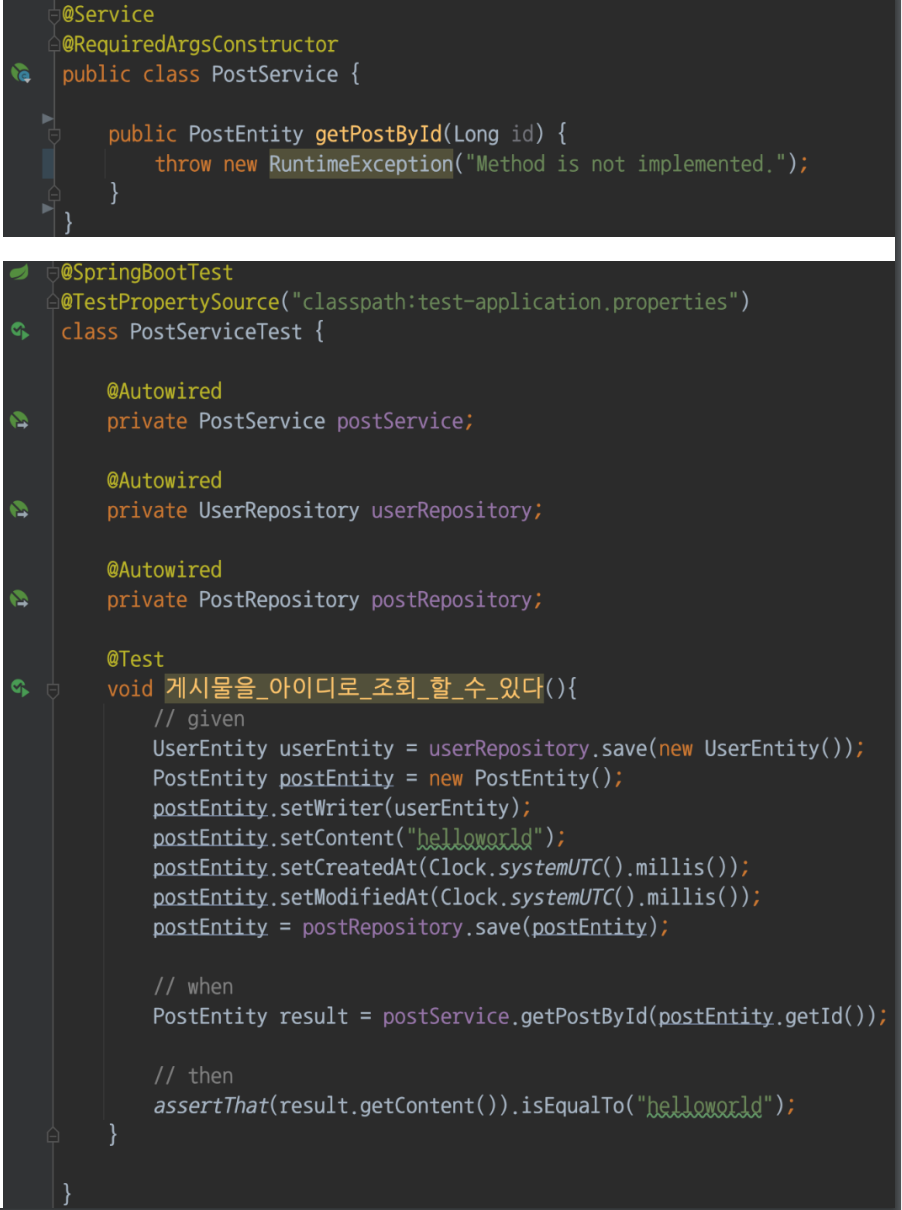 @Service
@RequiredArgsConstructor
public class PostService {
public PostEntity getPostById(Long id) {
throw new RuntimeException("Method is not implemented.");
}
}
@SpringBootTest
@TestPropertySource("classpath:test-application.properties")
class PostServiceTest {
@Autowired
private PostService postService;
@Autowired
private UserRepository userRepository;
@Autowired
private PostRepository postRepository;
@Test
void 게시물을_아이디로_조회_할_수_있다(){
// given
UserEntity userEntity = userRepository.save(new UserEntity());
PostEntity postEntity = new PostEntity();
postEntity.setWriter(userEntity);
postEntity.setContent("helloworld");
postEntity.setCreatedAt(Clock.systemUTC().millis());
postEntity.setModifiedAt(Clock.systemUTC().millis());
postEntity = postRepository.save(postEntity);
// when
PostEntity result = postService.getPostById(postEntity.getId());
// then
assertThat(result.getContent()).isEqualTo("helloworld");
}
}